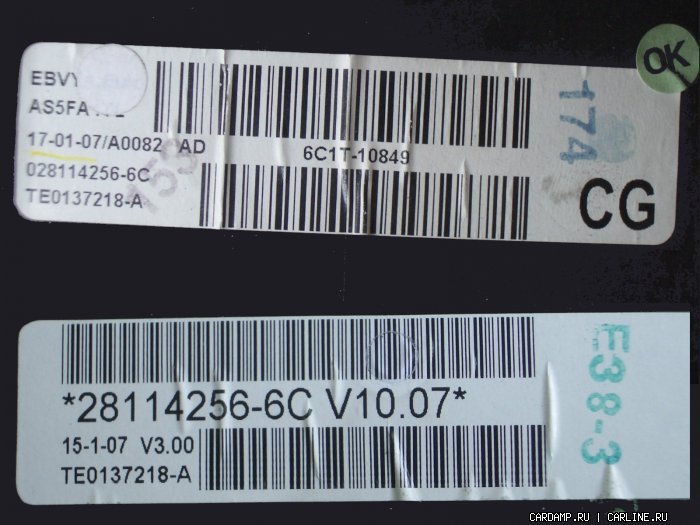 OK
EBVY
AS5FA
17-01-07/A0082 AD
6C1T-10849
028114256-6C
TE0137218-A
174
153
CG
*28114256-6C V10.07*
15-1-07 V3.00
TE0137218-A
E38-3
CARDAMP.RU | CARLINE.RU